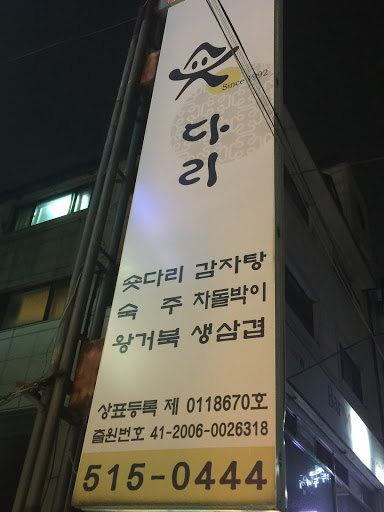 숏다리
Since 1992
숏다리 감자탕
숙 주 차돌박이
왕거북 생삼겹
상표등록 제 0118670호
출원번호 41-2006-0026318
515-0444